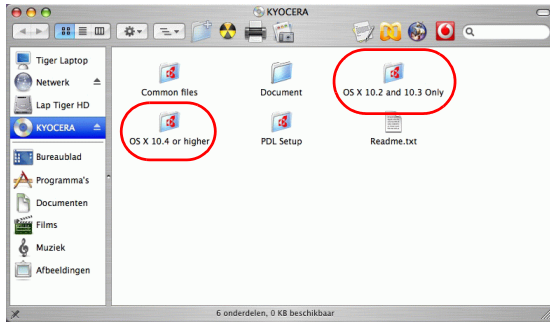 KYOCERA
Tiger Laptop
Netwerk
Lap Tiger HD
KYOCERA
Bureaublad
Programma's
Documenten
Films
Muziek
Afbeeldingen
Common files
Document
OS X 10.2 and 10.3 Only
OS X 10.4 or higher
PDL Setup
Readme.txt
6 onderdelen, 0 KB beschikbaar